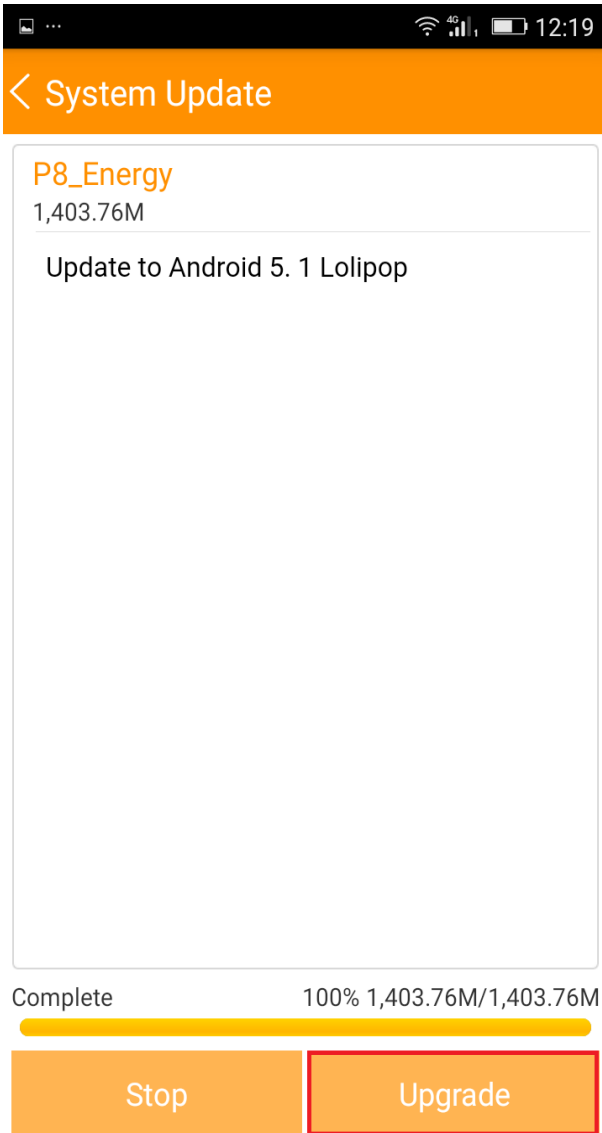 ... 4G 1 12:19
System Update
P8_Energy
1,403.76M
Update to Android 5. 1 Lolipop
Complete 100% 1,403.76M/1,403.76M
Stop Upgrade